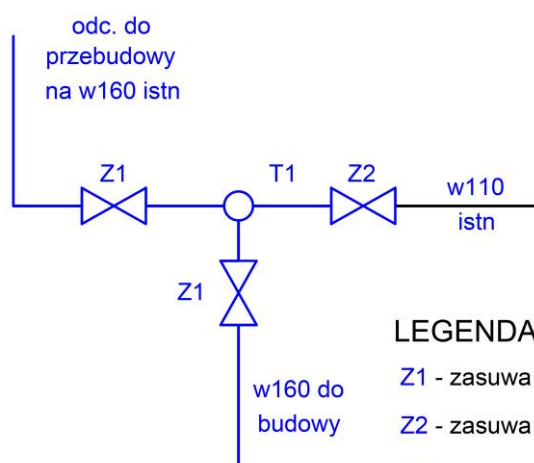 odc. do
przebudowy
na w160 istn
Z1
T1
Z2
w110
istn
Z1
w160 do
budowy
LEGENDA
Z1 - zasuwa
Z2 - zasuwa